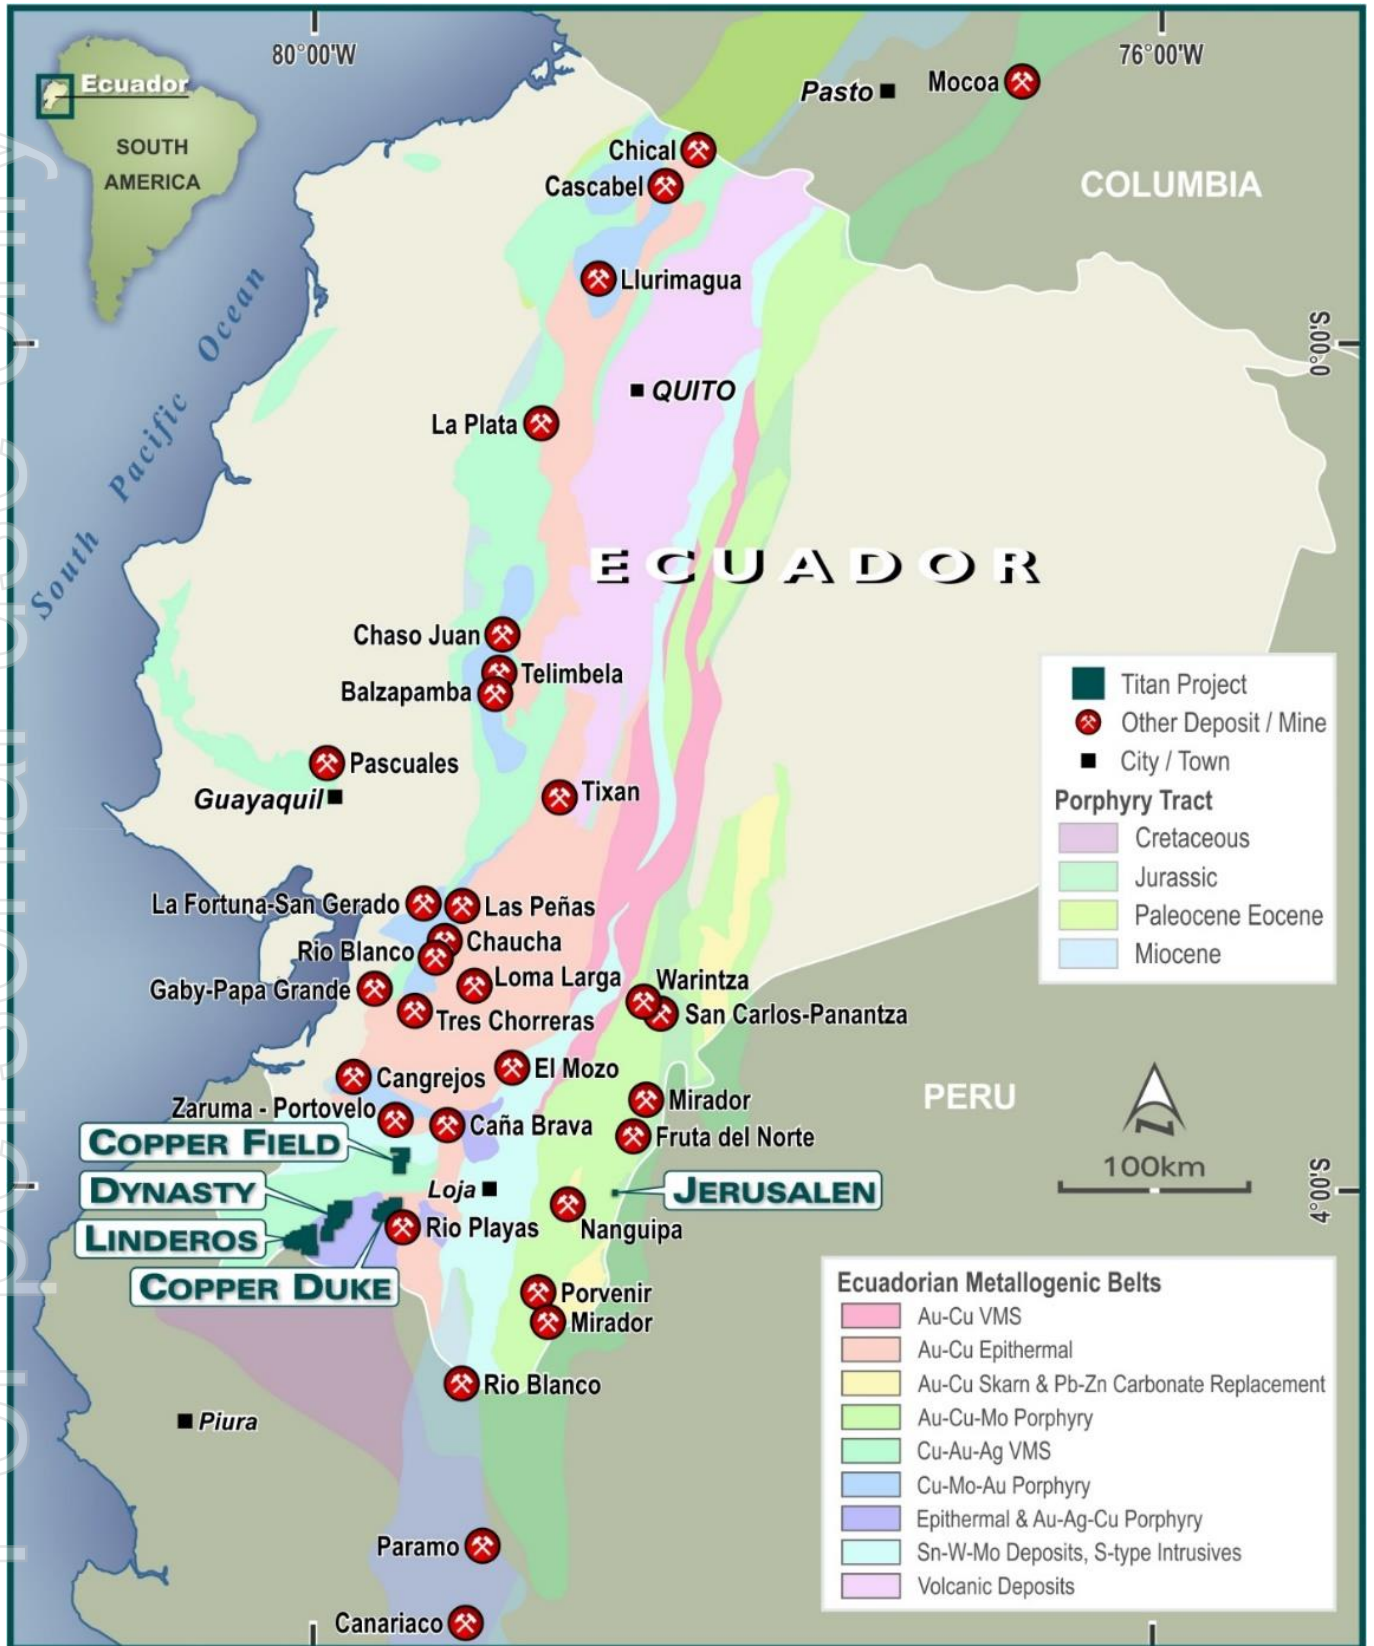 80°00'W
76°00'W
Ecuador
SOUTH
AMERICA
Pasto
Mocoa
Chical
Cascabel
COLUMBIA
Llurimagua
South Pacific Ocean
0°00'S
QUITO
La Plata
ECUADOR
Chaso Juan
Telimbela
Balzapamba
Pascuales
Guayaquil
Tixan
Titan Project
Other Deposit / Mine
City / Town
Porphyry Tract
Cretaceous
Jurassic
Paleocene Eocene
Miocene
La Fortuna-San Gerado
Las Peñas
Chaucha
Rio Blanco
Loma Larga
Gaby-Papa Grande
Tres Chorreras
Warintza
San Carlos-Panantza
El Mozo
Cangrejos
Mirador
PERU
Zaruma - Portovelo
Caña Brava
Fruta del Norte
COPPER FIELD
100km
DYNASTY
Loja
JERUSALEN
4°00'S
LINDEROS
Rio Playas
Nanguipa
COPPER DUKE
Porvenir
Mirador
Rio Blanco
Piura
Paramo
Canariaco
Ecuadorian Metallogenic Belts
Au-Cu VMS
Au-Cu Epithermal
Au-Cu Skarn & Pb-Zn Carbonate Replacement
Au-Cu-Mo Porphyry
Cu-Au-Ag VMS
Cu-Mo-Au Porphyry
Epithermal & Au-Ag-Cu Porphyry
Sn-W-Mo Deposits, S-type Intrusives
Volcanic Deposits
For personal use only